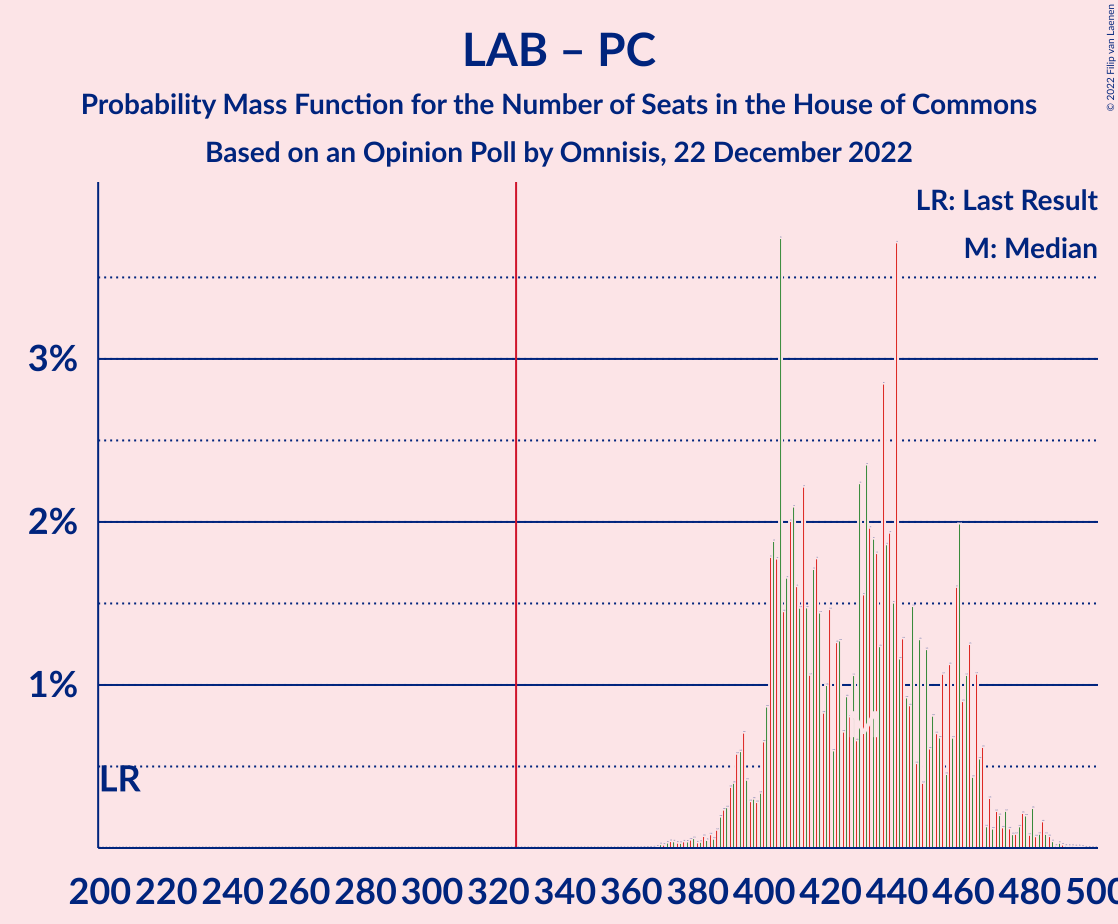 LAB – PC
Probability Mass Function for the Number of Seats in the House of Commons
Based on an Opinion Poll by Omnisis, 22 December 2022
© 2022 Filip van Laenen
LR: Last Result
M: Median
3%
2%
1%
LR
200 220 240 260 280 300 320 340 360 380 400 420 440 460 480 500